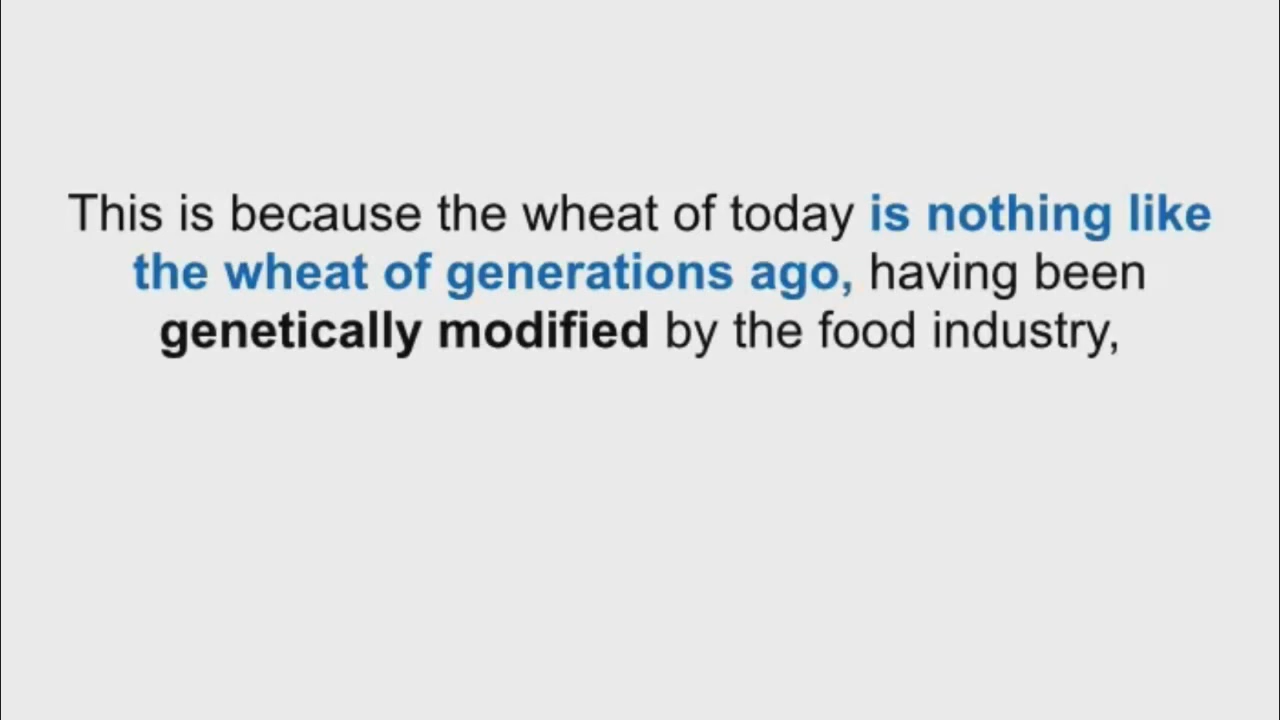 This is because the wheat of today is nothing like
the wheat of generations ago, having been
genetically modified by the food industry,